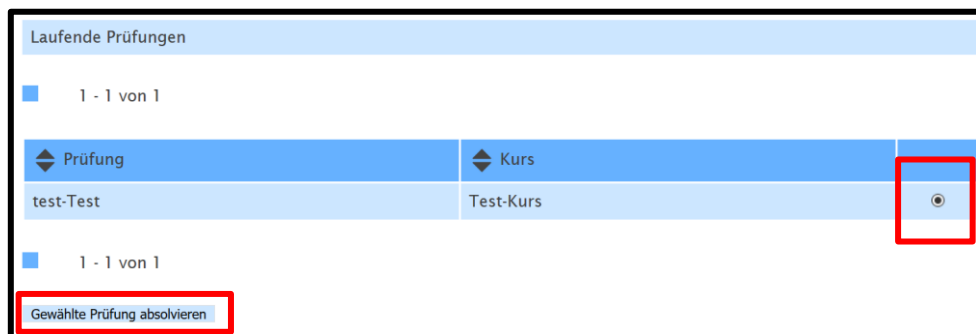 Laufende Prüfungen
1 - 1 von 1
Prüfung Kurs
test-Test Test-Kurs
1 - 1 von 1
Gewählte Prüfung absolvieren